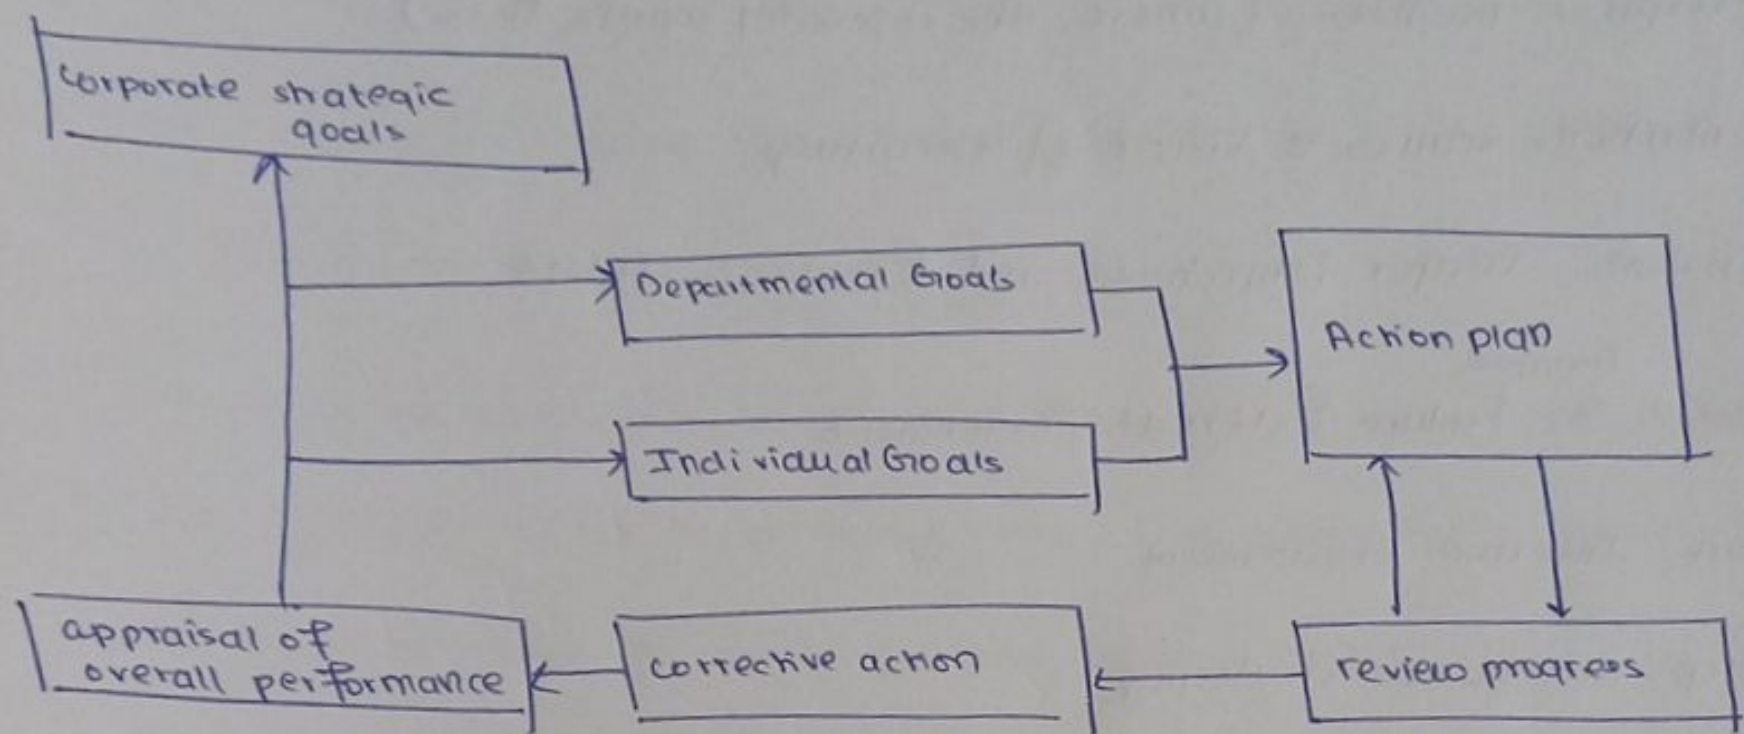 corporate strategic
goals
Departmental Goals
Action plan
Individual Goals
appraisal of
overall performance
corrective action
review progress